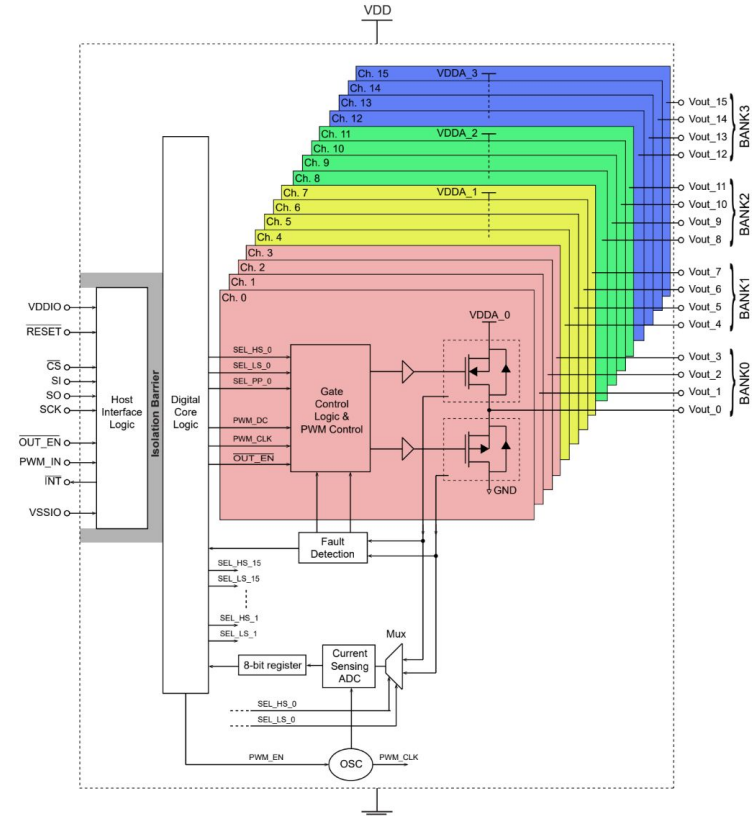 VDD
Ch. 15
VDDA_3
Ch. 14
Ch. 13
Ch. 12
Ch. 11
VDDA_2
Ch. 10
Ch. 9
Ch. 8
Ch. 7
VDDA_1
Ch. 6
Ch. 5
Ch. 4
Ch. 3
Ch. 2
Ch. 1
Ch. 0
Vout_15
Vout_14
Vout_13
Vout_12
BANK3
Vout_11
Vout_10
Vout_9
Vout_8
BANK2
Vout_7
Vout_6
Vout_5
Vout_4
BANK1
Vout_3
Vout_2
Vout_1
Vout_0
BANK0
VDDIO
RESET
CS
SI
SO
SCK
OUT_EN
PWM_IN
INT
VSSIO
Host
Interface
Logic
Isolation Barrier
Digital
Core
Logic
SEL_HS_0
SEL_LS_0
SEL_PP_0
PWM_DC
PWM_CLK
OUT_EN
Gate
Control
Logic &
PWM Control
VDDA_0
GND
Fault
Detection
SEL_HS_15
SEL_LS_15
SEL_HS_1
SEL_LS_1
Mux
Current
Sensing
ADC
8-bit register
SEL_HS_0
SEL_LS_0
PWM_EN
OSC
PWM_CLK